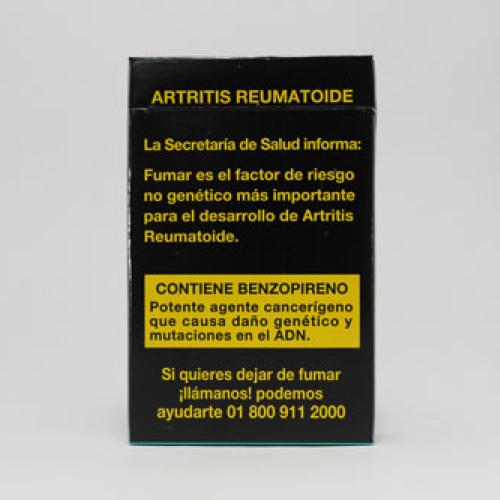 ARTRITIS REUMATOIDE
La Secretaría de Salud informa:
Fumar es el factor de riesgo
no genético más importante
para el desarrollo de Artritis
Reumatoide.
CONTIENE BENZOPIRENO
Potente agente cancerígeno
que causa daño genético y
mutaciones en el ADN.
Si quieres dejar de fumar
¡llámanos! podemos
ayudarte 01 800 911 2000